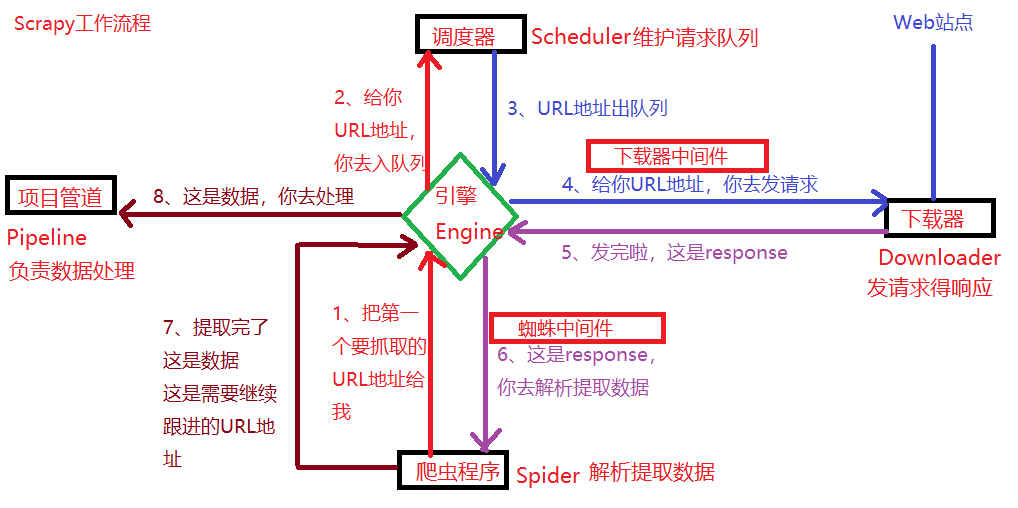 Scrapy工作流程
调度器
Scheduler维护请求队列
Web站点
2、给你
URL地址，
你去入队列
3、URL地址出队列
下载器中间件
4、给你URL地址，你去发请求
项目管道
8、这是数据，你去处理
引擎
Engine
下载器
Pipeline
负责数据处理
5、发完啦，这是response
Downloader
发请求得响应
7、提取完了
这是数据
这是需要继续
跟进的URL地
址
1、把第一
个要抓取的
URL地址给
我
蜘蛛中间件
6、这是response，
你去解析提取数据
爬虫程序
Spider 解析提取数据